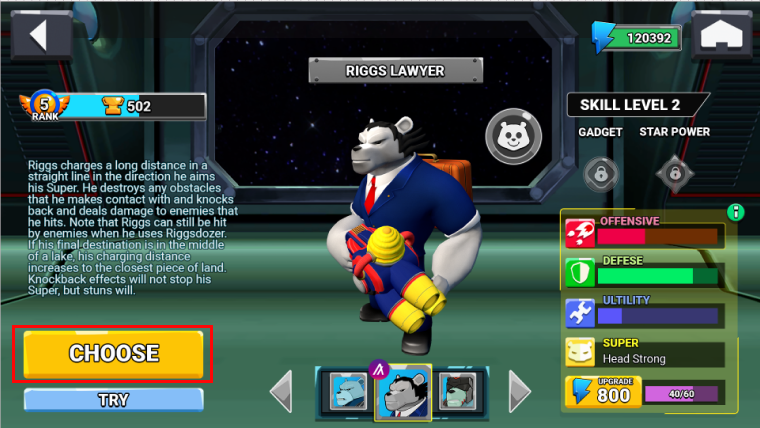 120392
RIGGS LAWYER
5
RANK
502
SKILL LEVEL 2
GADGET STAR POWER
Riggs charges a long distance in a
straight line in the direction he aims
his Super. He destroys any obstacles
that he makes contact with and knocks
back and deals damage to enemies that
he hits. Note that Riggs can still be hit
by enemies when he uses Riggsdozer.
If his final destination is in the middle
of a lake, his charging distance
increases to the closest piece of land.
Knockback effects will not stop his
Super, but stuns will.
OFFENSIVE
DEFESE
ULTILITY
SUPER
Head Strong
UPGRADE
800
40/60
CHOOSE
TRY